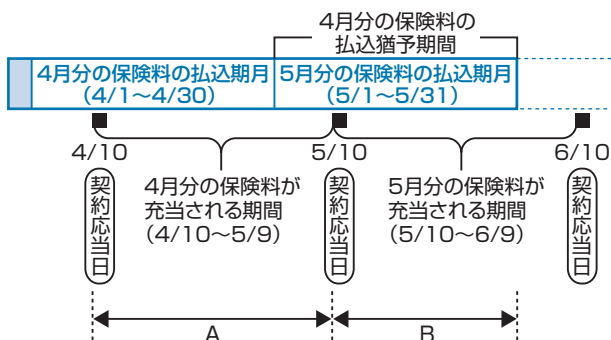 4月分の保険料の
払込猶予期間
4月分の保険料の払込期月
(4/1～4/30)
5月分の保険料の払込期月
(5/1～5/31)
4/10
5/10
6/10
契約応当日
4月分の保険料が
充当される期間
(4/10～5/9)
契約応当日
5月分の保険料が
充当される期間
(5/10～6/9)
契約応当日
A
B